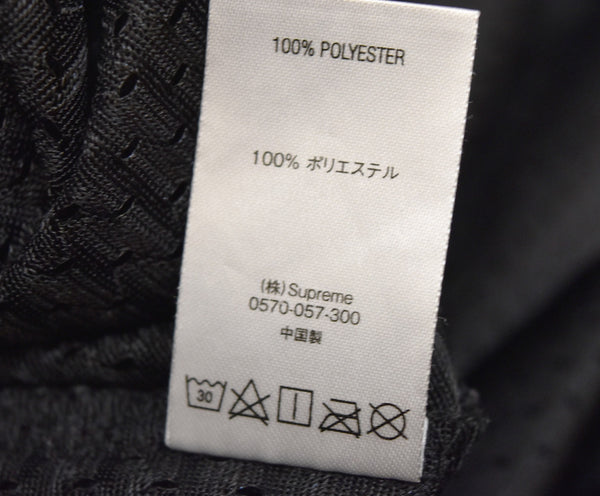 100% POLYESTER
100% ポリエステル
(株)Supreme
0570-057-300
中国製
30